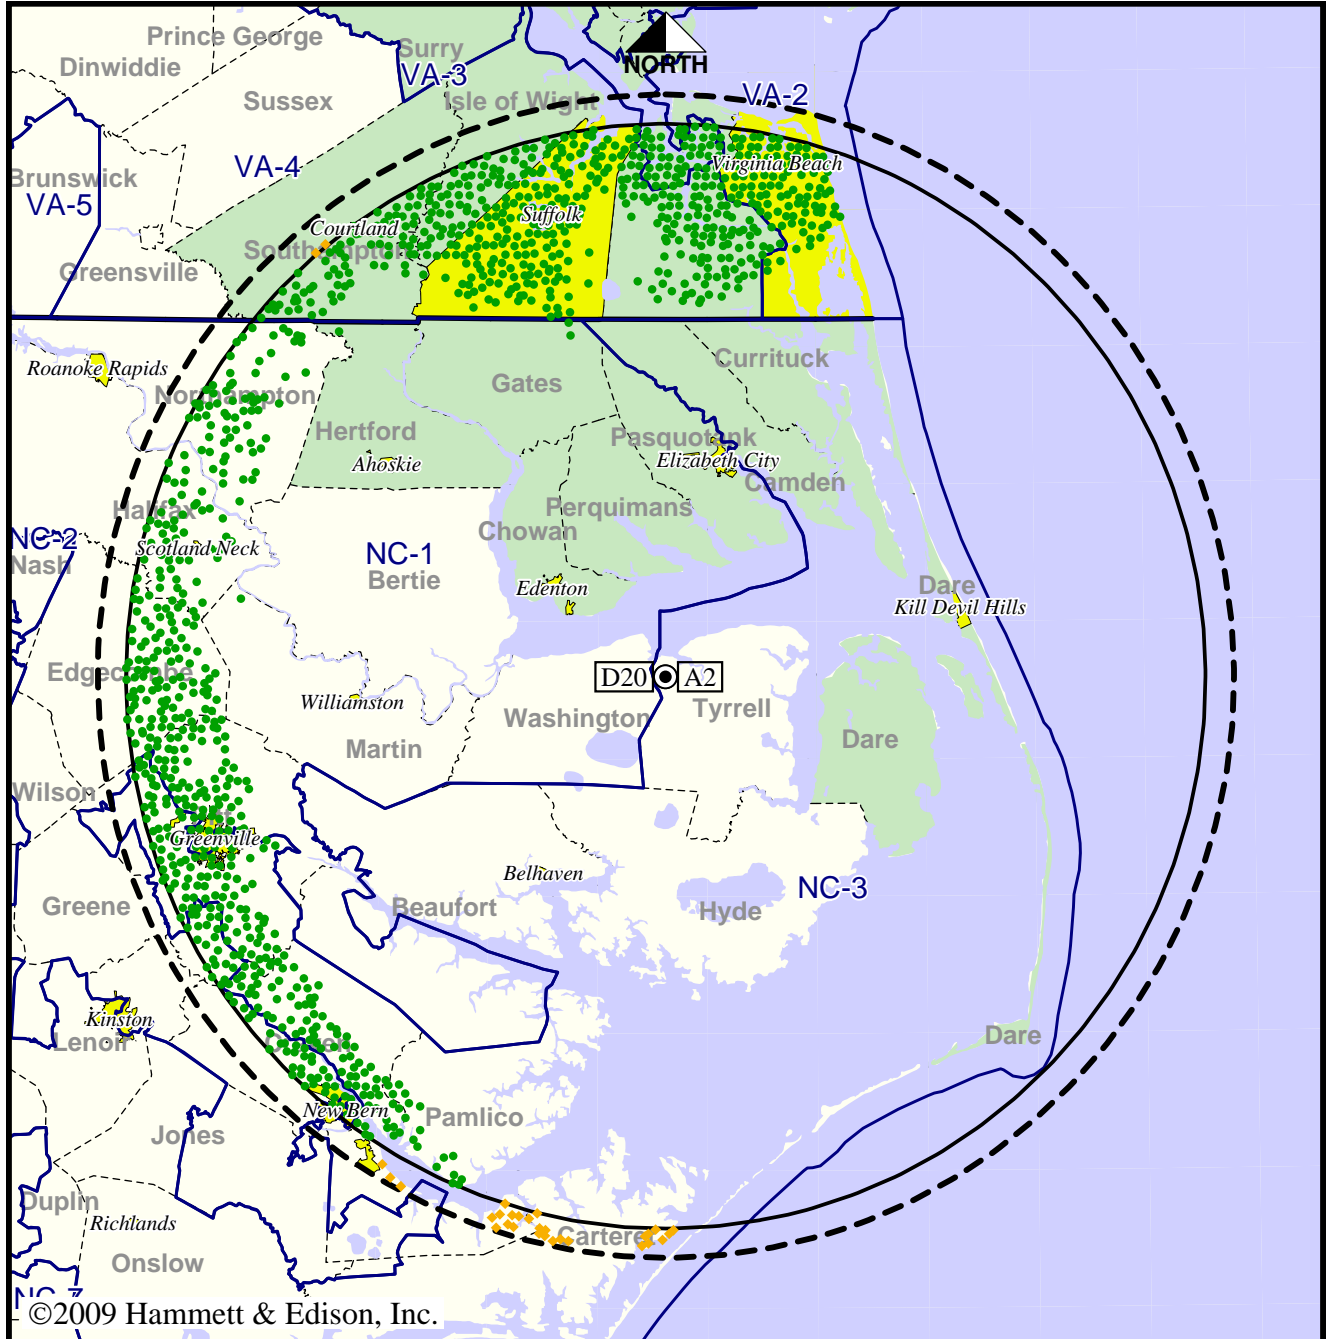 Prince George
Dinwiddie
Surry
VA-3
NORTH
Sussex
Isle of Wight
VA-2
VA-4
Virginia Beach
Brunswick
VA-5
Suffolk
Courtland
Southampton
Greensville
Roanoke Rapids
Currituck
Gates
Northampton
Hertford
Pasquotank
Ahoskie
Elizabeth City
Camden
Halifax
Perquimans
Chowan
NC-2
Scotland Neck
NC-1
Nash
Bertie
Edenton
Dare
Kill Devil Hills
Edgecombe
D20
A2
Williamston
Washington
Tyrrell
Martin
Dare
Wilson
Greenville
Belhaven
NC-3
Greene
Beaufort
Hyde
Kinston
Lenoir
Craven
Dare
New Bern
Pamlico
Jones
Duplin
Richlands
Carteret
Onslow
NC-7
©2009 Hammett & Edison, Inc.